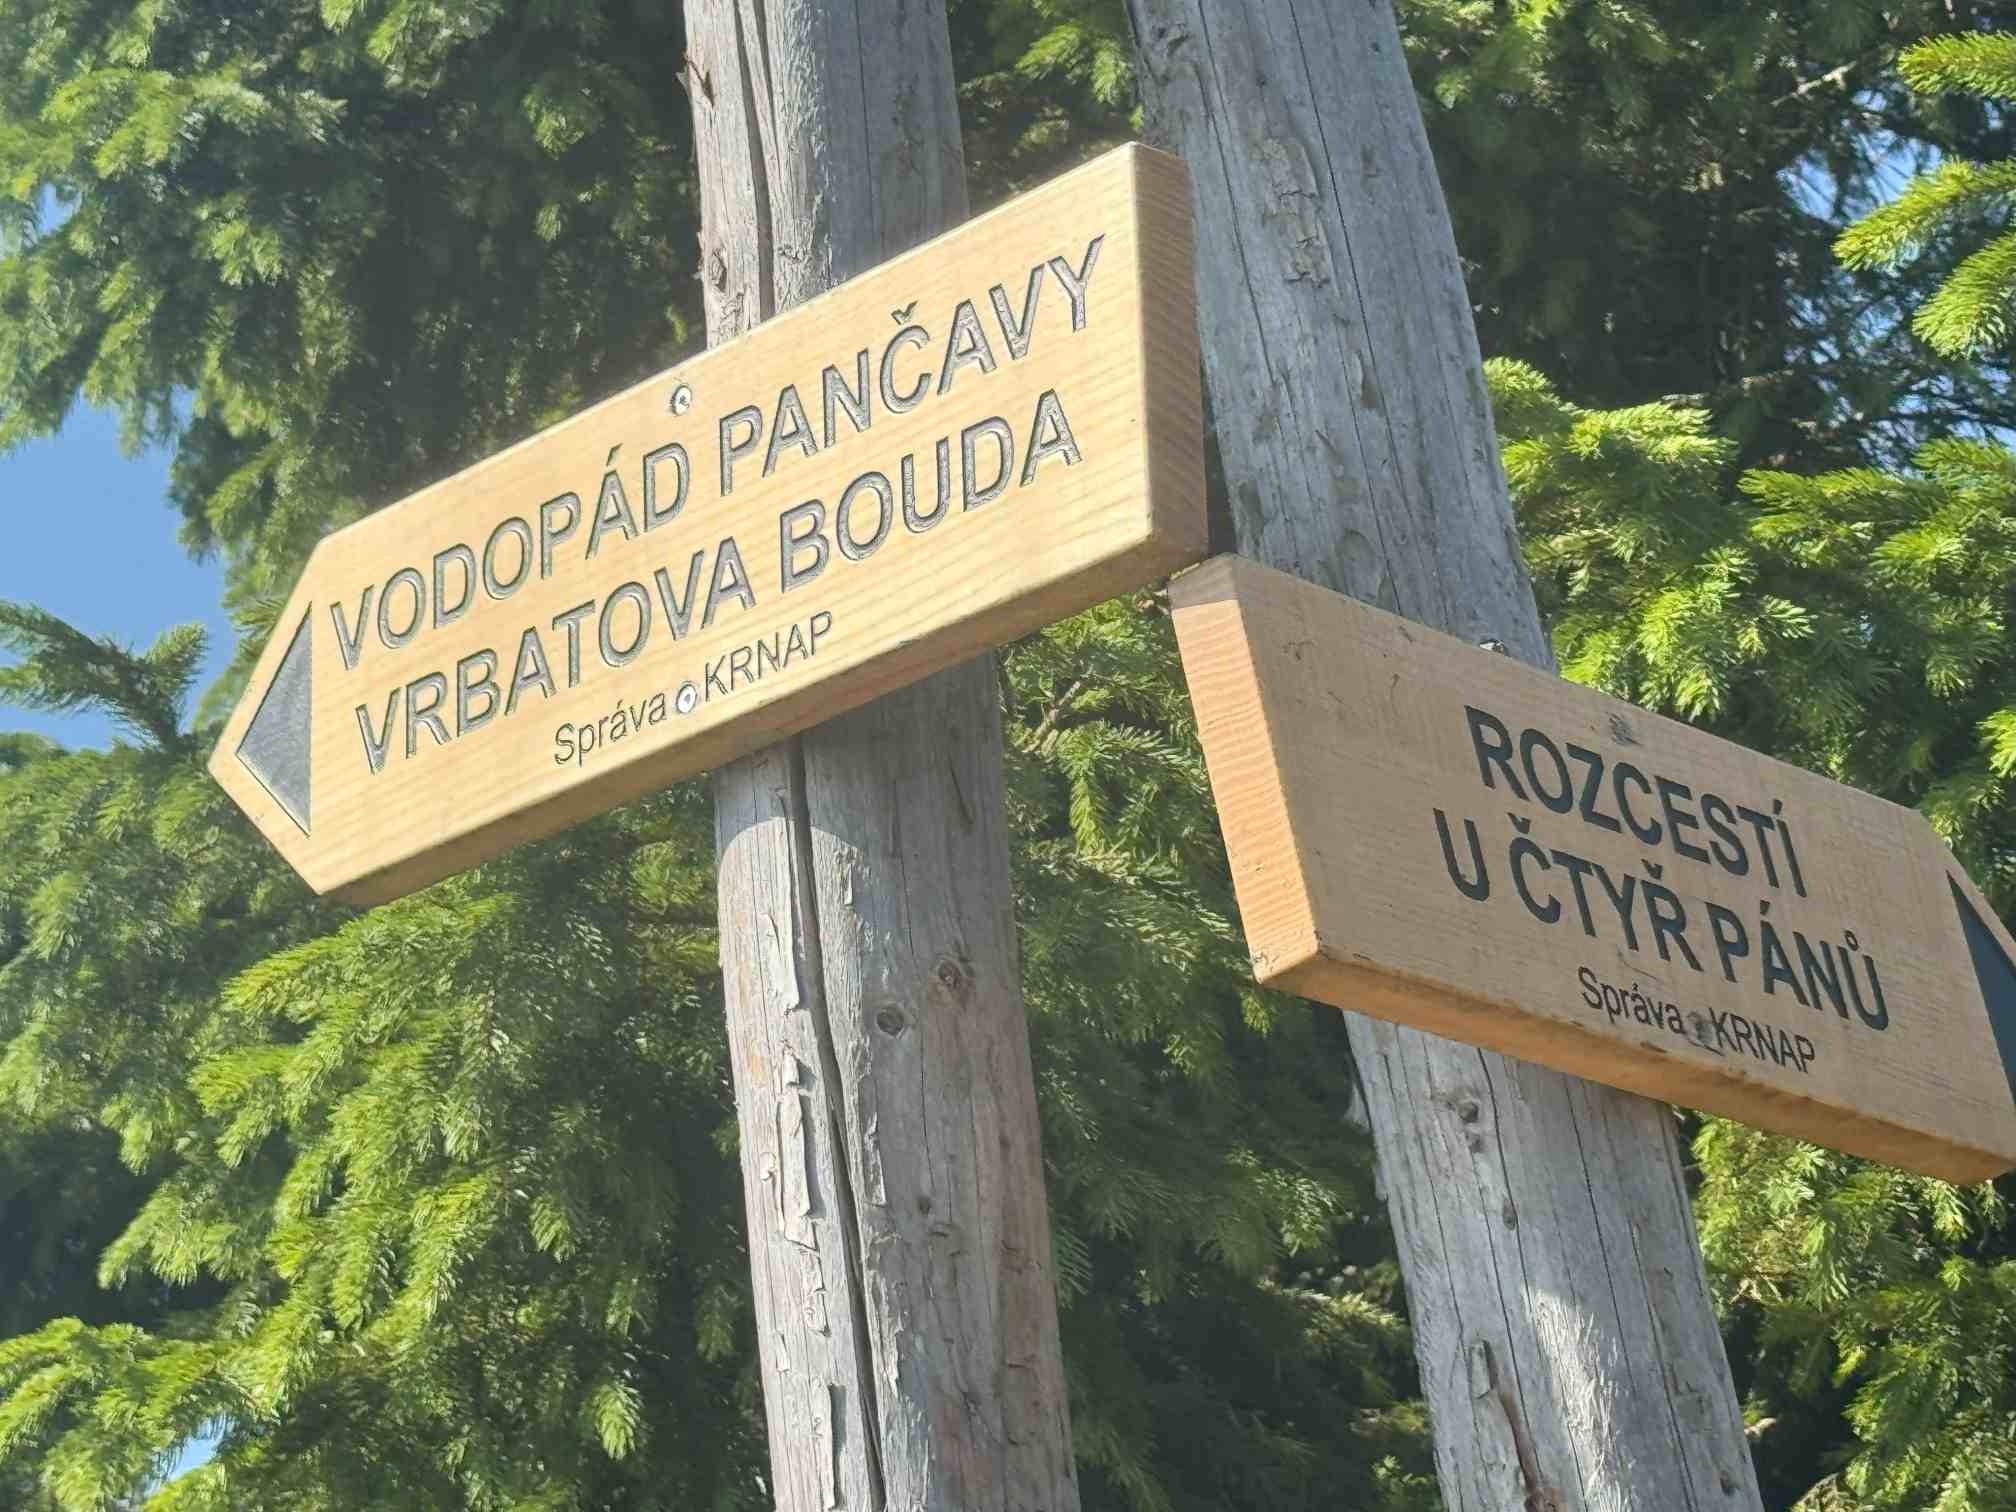 VODOPÁD PANČAVY
VRBATOVA BOUDA
Správa KRNAP
ROZCESTÍ
U ČTYŘ PÁNŮ
Správa KRNAP